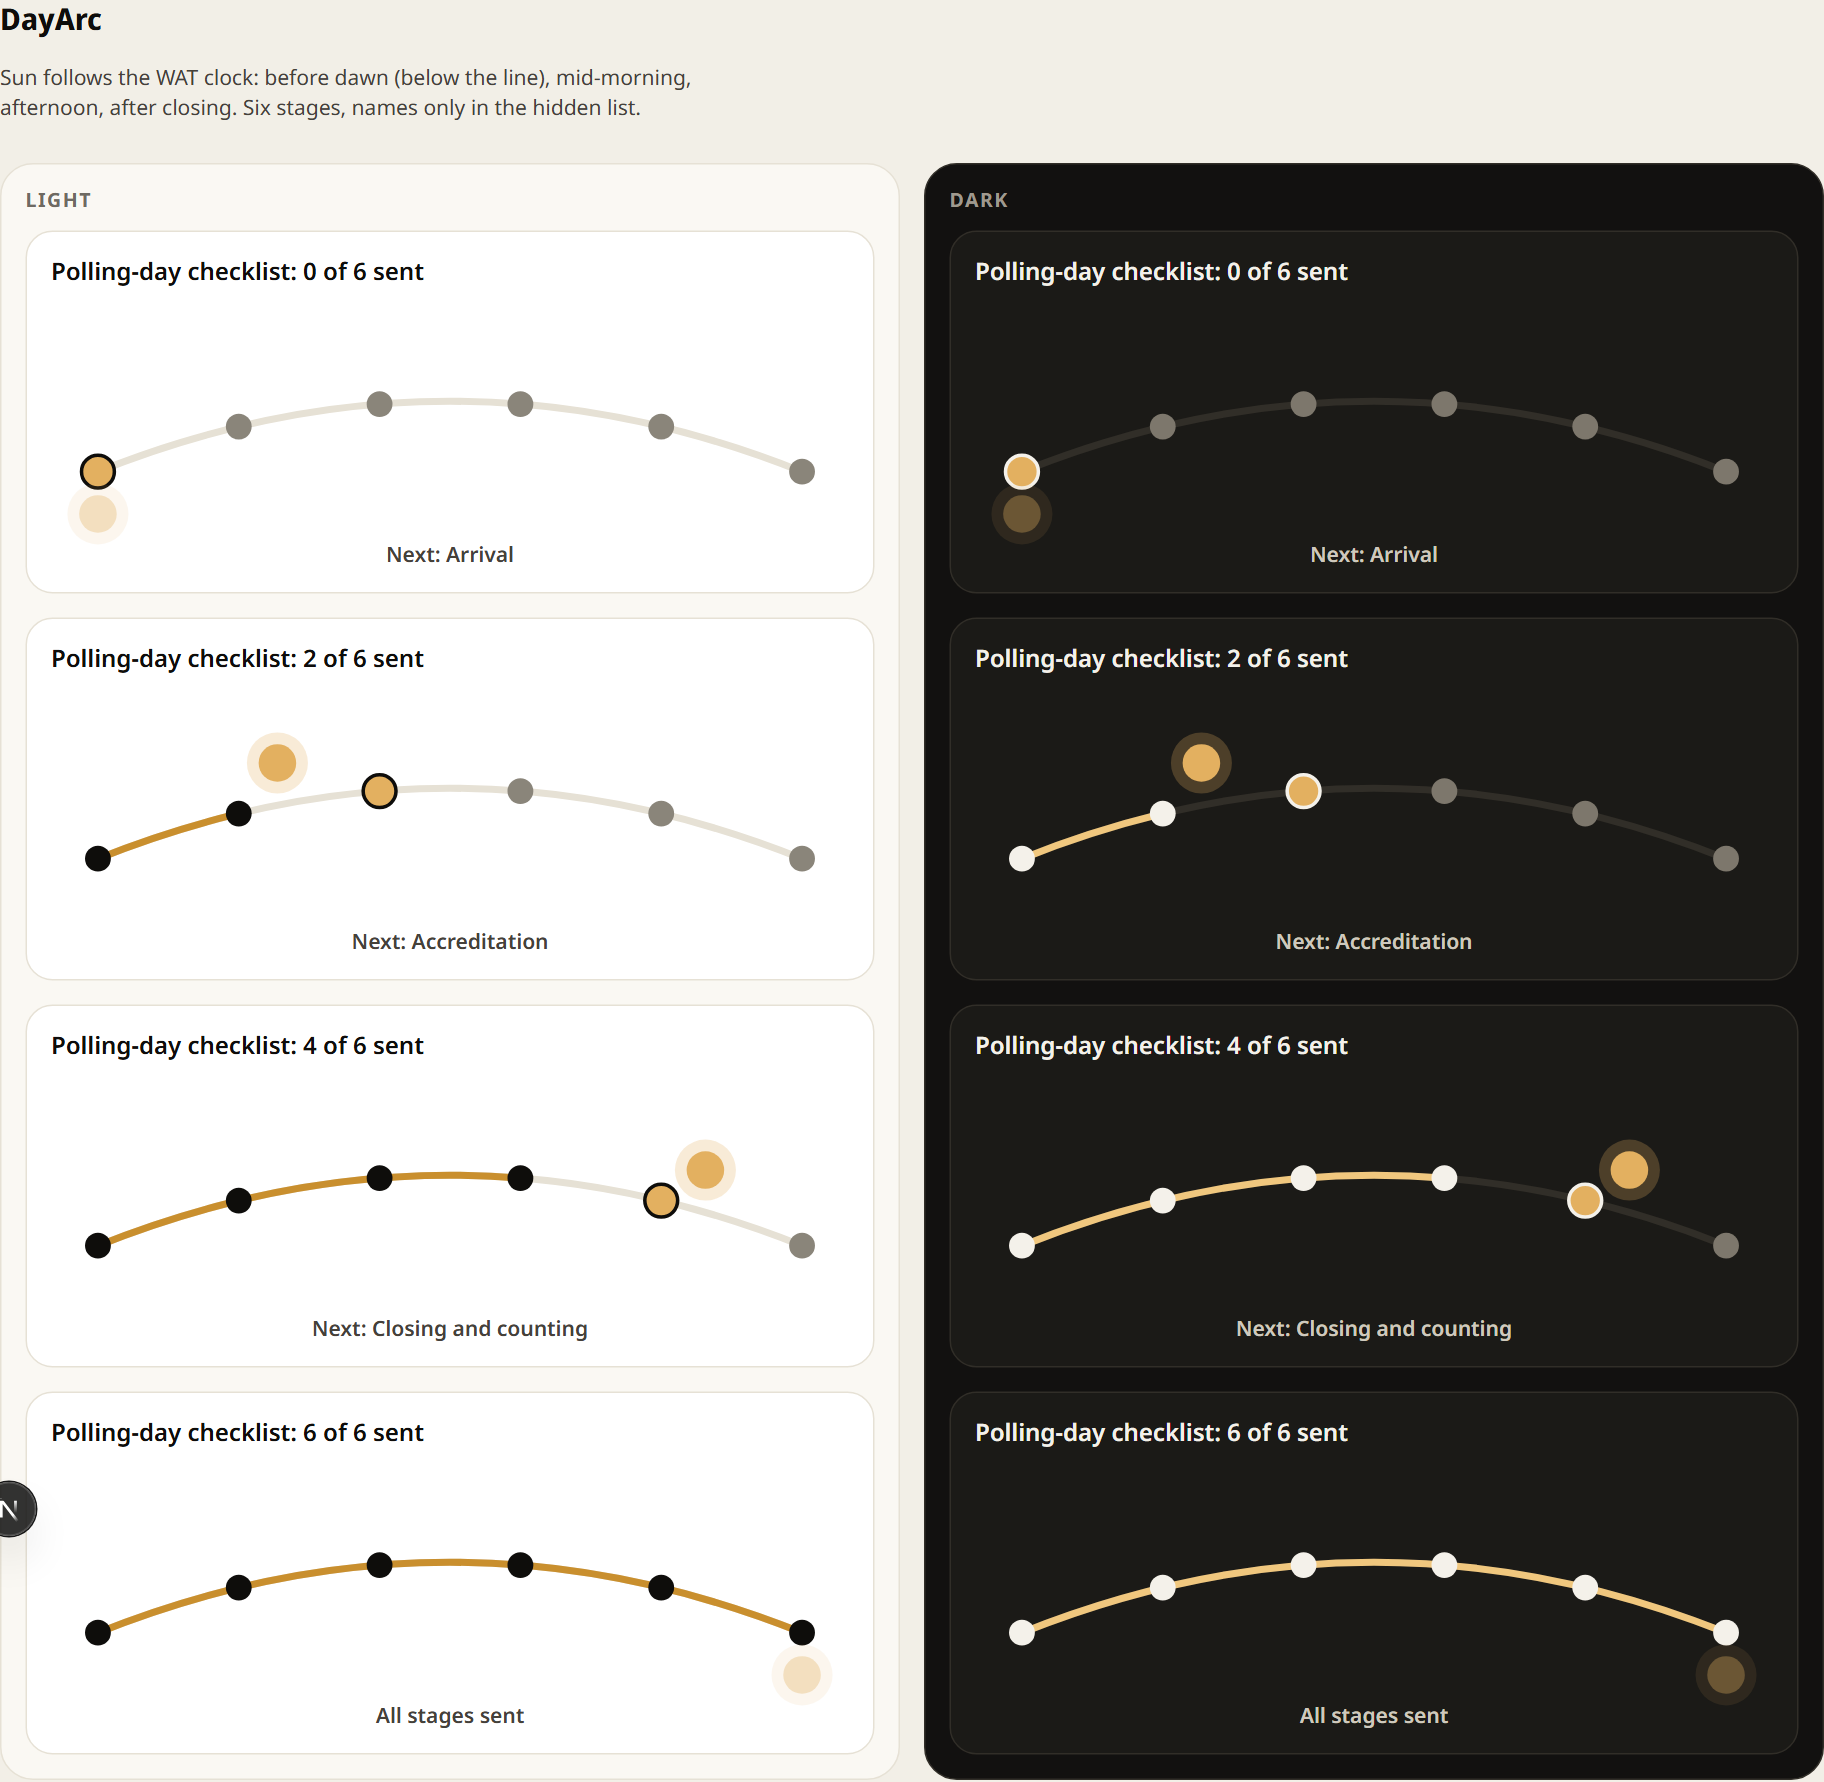 DayArc
Sun follows the WAT clock: before dawn (below the line), mid-morning,
afternoon, after closing. Six stages, names only in the hidden list.
LIGHT
Polling-day checklist: 0 of 6 sent
Next: Arrival
Polling-day checklist: 2 of 6 sent
Next: Accreditation
Polling-day checklist: 4 of 6 sent
Next: Closing and counting
Polling-day checklist: 6 of 6 sent
N
All stages sent
DARK
Polling-day checklist: 0 of 6 sent
Next: Arrival
Polling-day checklist: 2 of 6 sent
Next: Accreditation
Polling-day checklist: 4 of 6 sent
Next: Closing and counting
Polling-day checklist: 6 of 6 sent
All stages sent